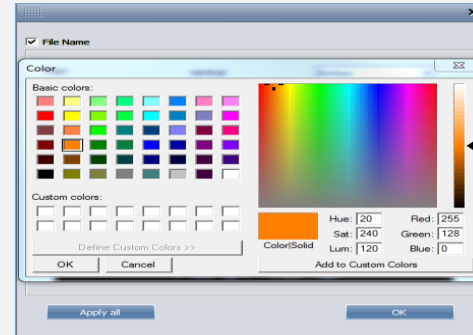 File Name
Color
Basic colors:
Custom colors:
Define Custom Colors >>
OK Cancel
Color|Solid
Hue: 20 Red: 255
Sat: 240 Green: 128
Lum: 120 Blue: 0
Add to Custom Colors
Apply all OK